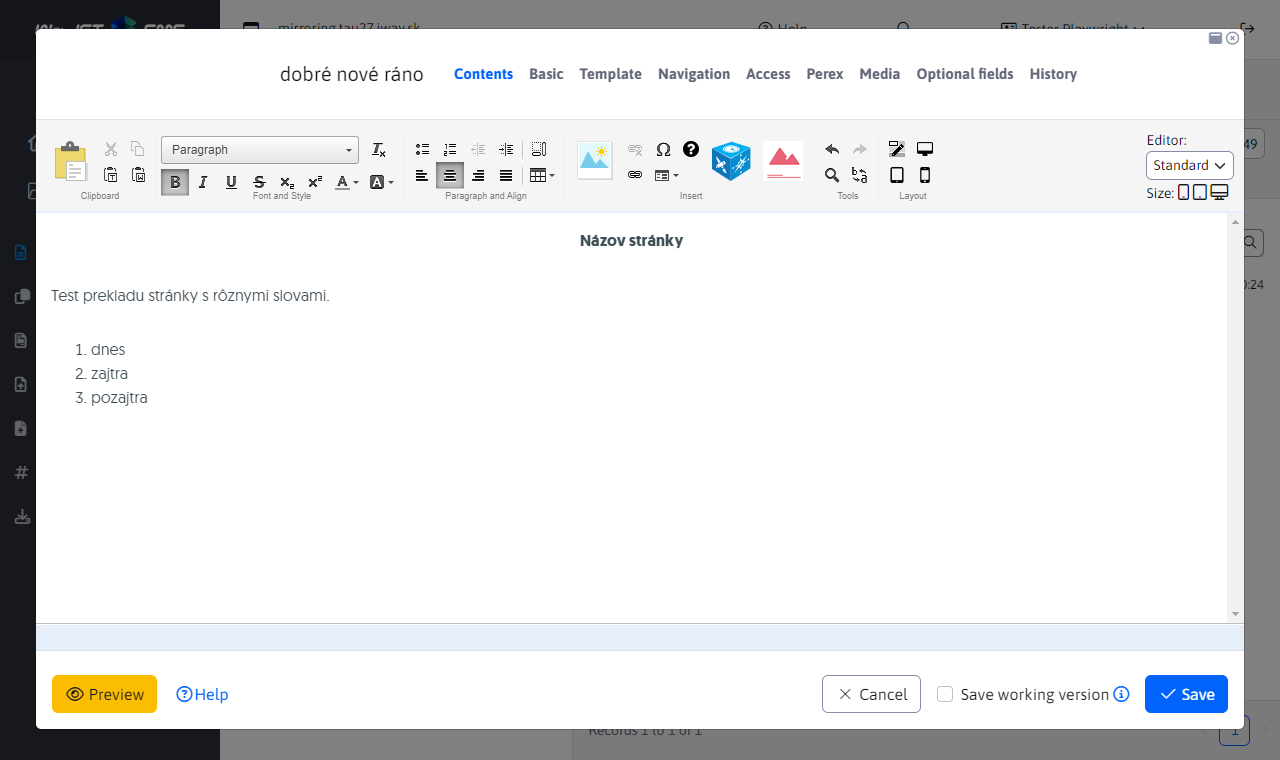 mirroring.tau27.iway.sk
Help
Tester Playwright
dobré nové ráno
Contents
Basic
Template
Navigation
Access
Perex
Media
Optional fields
History
Paragraph
Clipboard
Font and Style
Paragraph and Align
Insert
Tools
Layout
Editor:
Standard
Size:
49
Názov stránky
Test prekladu stránky s rôznymi slovami.
1. dnes
2. zajtra
3. pozajtra
0:24
Preview
Help
Cancel
Save working version
Save
Records 1 to 1 of 1
1